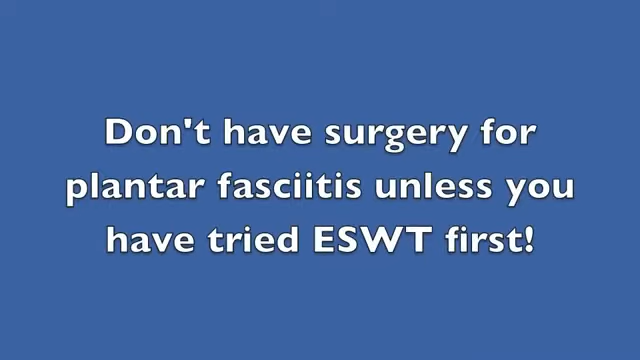 Don't have surgery for
plantar fasciitis unless you
have tried ESWT first!